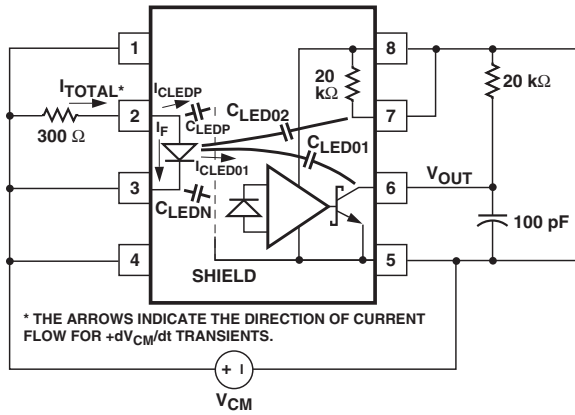 1
8
I_TOTAL*
300 Ω
2
I_CLEDP
C_LEDP
I_F
20
kΩ
20 kΩ
C_LED02
7
C_LED01
I_CLED01
3
C_LEDN
6
V_OUT
100 pF
4
SHIELD
5
* THE ARROWS INDICATE THE DIRECTION OF CURRENT
FLOW FOR +dV_CM/dt TRANSIENTS.
+ –
V_CM